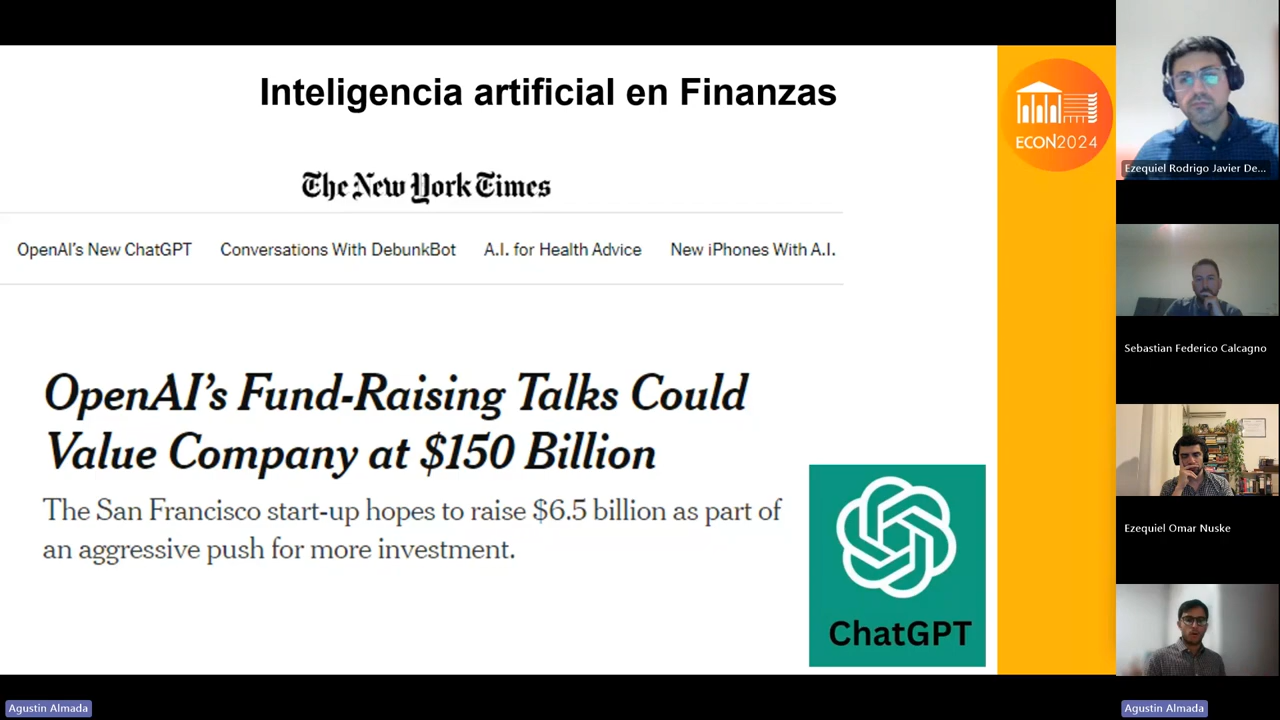 Inteligencia artificial en Finanzas
The New York Times
OpenAI's New ChatGPT Conversations With DebunkBot A.I. for Health Advice New iPhones With A.I.
OpenAI's Fund-Raising Talks Could
Value Company at $150 Billion
The San Francisco start-up hopes to raise $6.5 billion as part of
an aggressive push for more investment.
ChatGPT
ECON2024
Ezequiel Rodrigo Javier De...
Sebastian Federico Calcagno
Ezequiel Omar Nuske
Agustin Almada
Agustin Almada